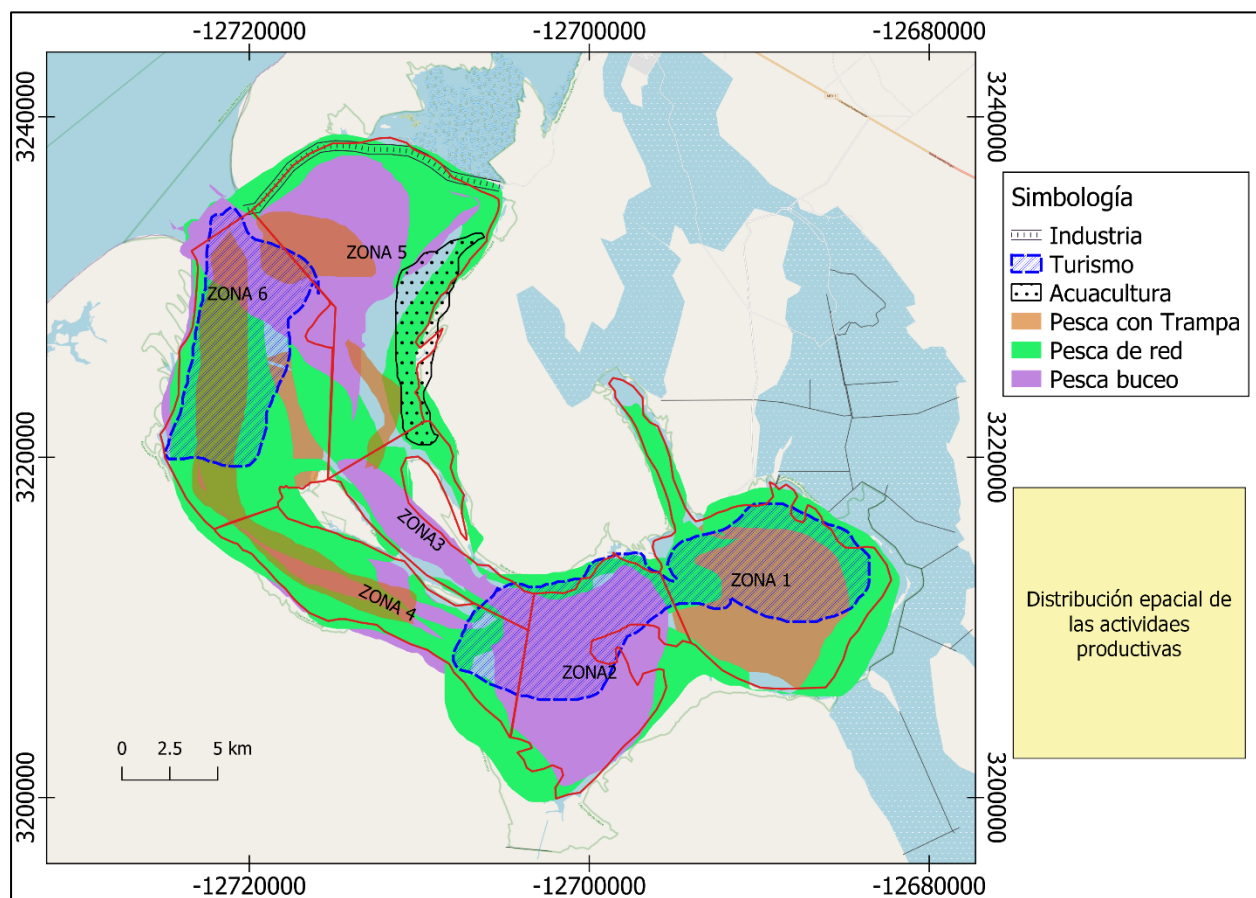 -12720000 -12700000 -12680000
3240000
3240000
ZONA 5
ZONA 6
Simbología
Industria
Turismo
Acuacultura
Pesca con Trampa
Pesca de red
Pesca buceo
3220000
3220000
ZONA3
ZONA 1
ZONA 4
ZONA2
Distribución epacial de
las actividaes
productivas
0 2.5 5 km
3200000
3200000
-12720000 -12700000 -12680000